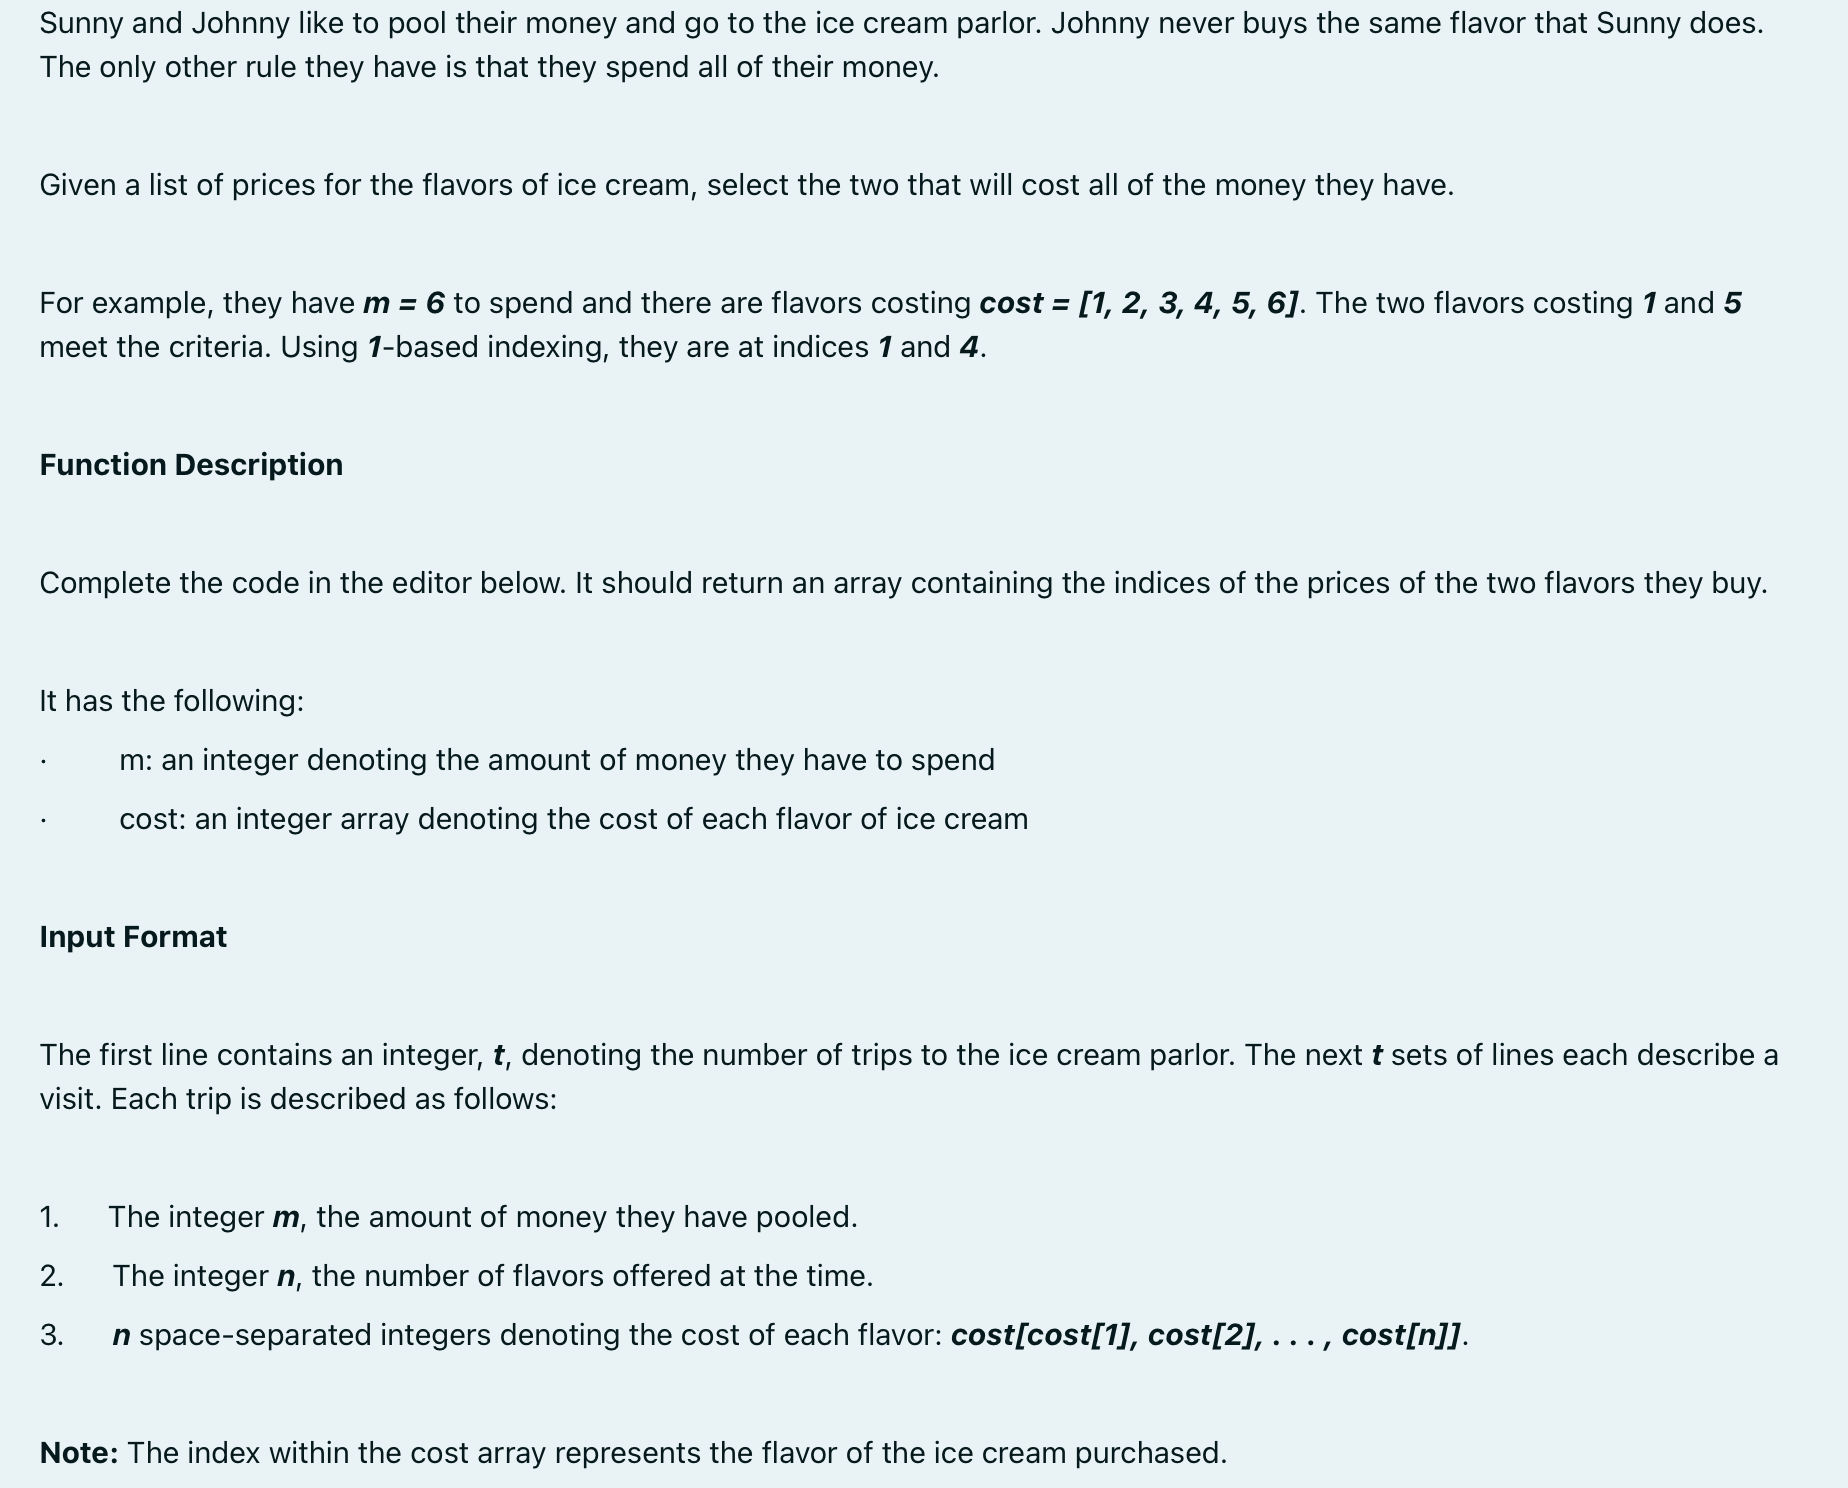 Sunny and Johnny like to pool their money and go to the ice cream parlor. Johnny never buys the same flavor that Sunny does.
The only other rule they have is that they spend all of their money.
Given a list of prices for the flavors of ice cream, select the two that will cost all of the money they have.
For example, they have m = 6 to spend and there are flavors costing cost = [1, 2, 3, 4, 5, 6]. The two flavors costing 1 and 5
meet the criteria. Using 1-based indexing, they are at indices 1 and 4.
Function Description
Complete the code in the editor below. It should return an array containing the indices of the prices of the two flavors they buy.
It has the following:
· m: an integer denoting the amount of money they have to spend
· cost: an integer array denoting the cost of each flavor of ice cream
Input Format
The first line contains an integer, t, denoting the number of trips to the ice cream parlor. The next t sets of lines each describe a
visit. Each trip is described as follows:
1. The integer m, the amount of money they have pooled.
2. The integer n, the number of flavors offered at the time.
3. n space-separated integers denoting the cost of each flavor: cost[cost[1], cost[2], . . . , cost[n]].
Note: The index within the cost array represents the flavor of the ice cream purchased.